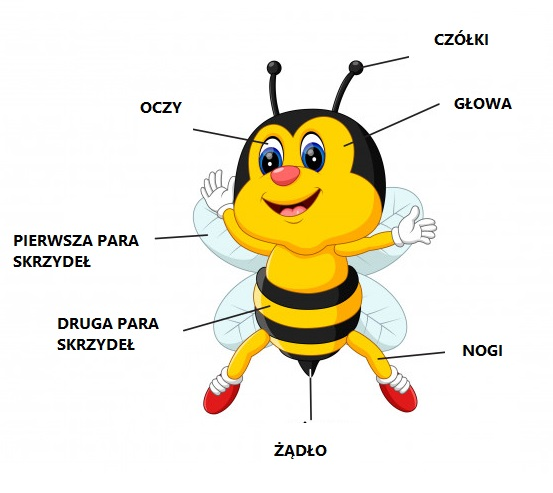 CZÓŁKI
OCZY
GŁOWA
PIERWSZA PARA
SKRZYDEŁ
DRUGA PARA
SKRZYDEŁ
NOGI
ŻĄDŁO